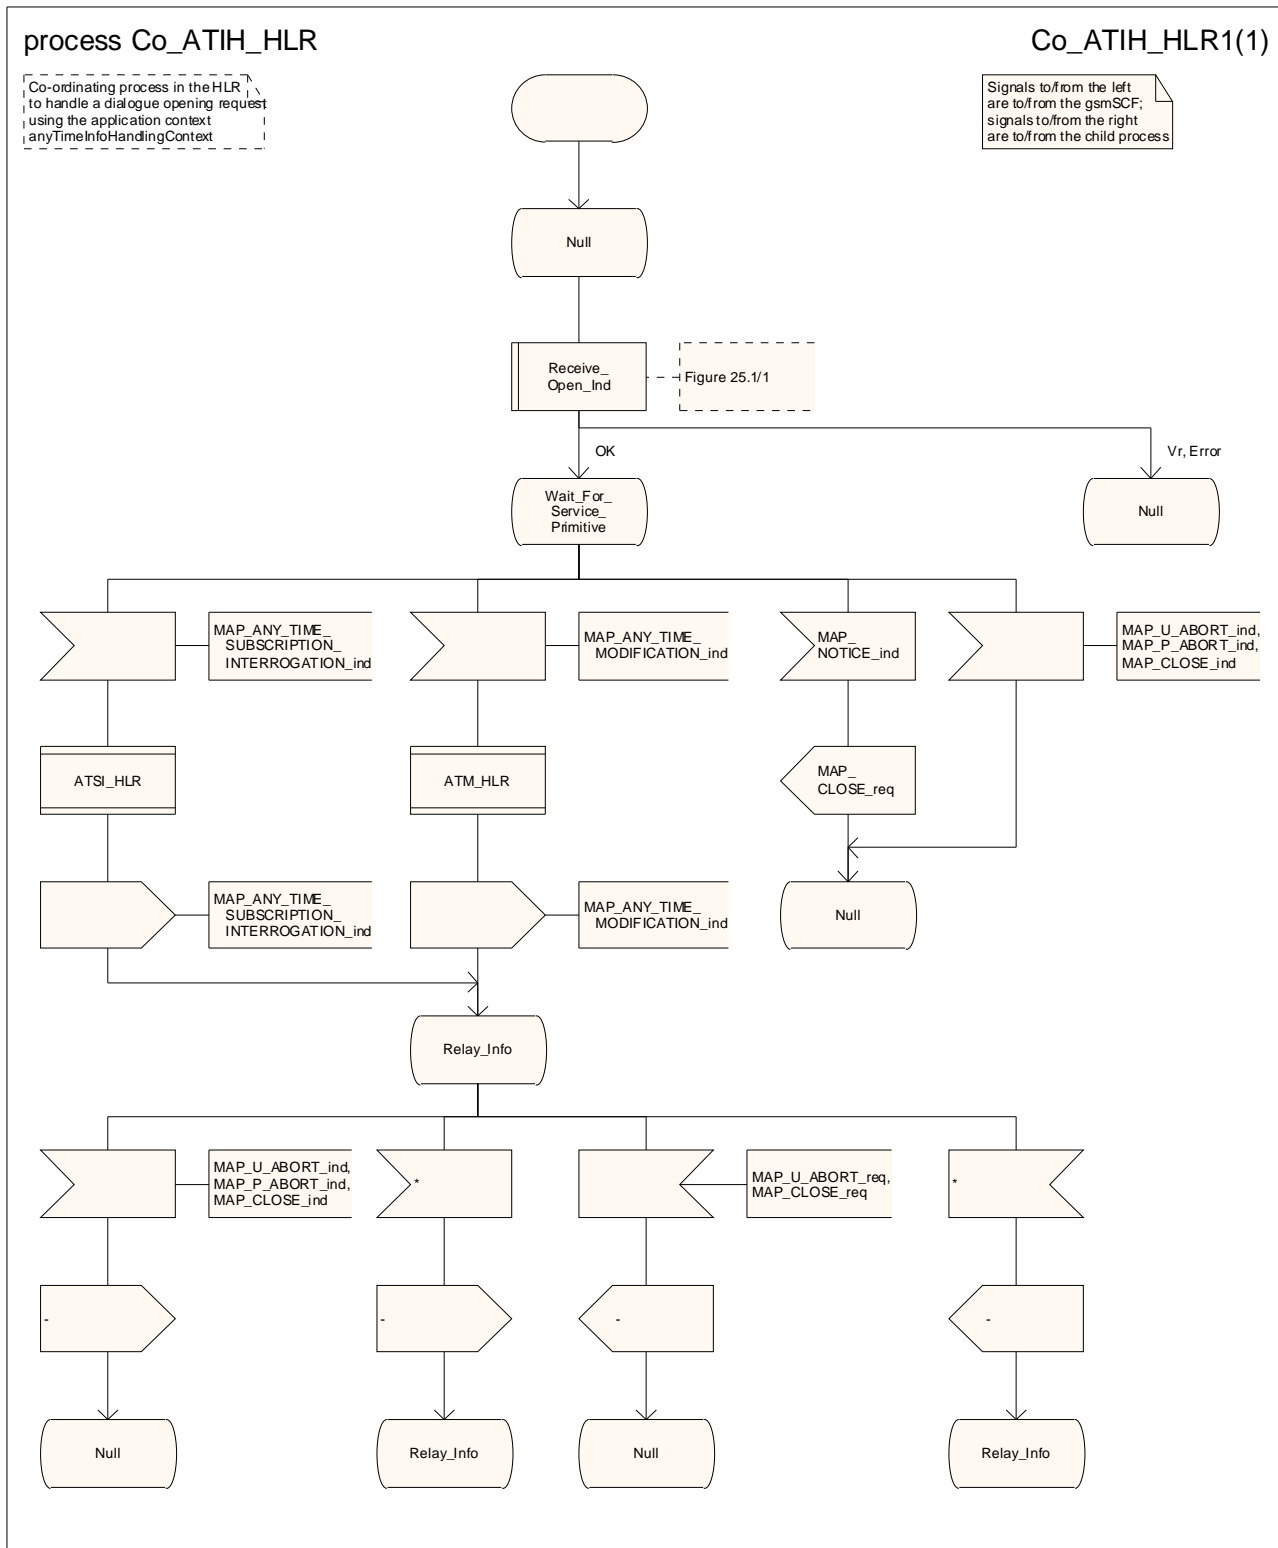 process Co_ATIH_HLR
Co_ATIH_HLR1(1)
Co-ordinating process in the HLR
to handle a dialogue opening request
using the application context
anyTimeInfoHandlingContext
Signals to/from the left
are to/from the gsmSCF;
signals to/from the right
are to/from the child process
Null
Receive_
Open_Ind
Figure 25.1/1
OK
Vr, Error
Wait_For_
Service_
Primitive
Null
MAP_ANY_TIME_
SUBSCRIPTION_
INTERROGATION_ind
MAP_ANY_TIME_
MODIFICATION_ind
MAP_
NOTICE_ind
MAP_U_ABORT_ind,
MAP_P_ABORT_ind,
MAP_CLOSE_ind
ATSI_HLR
ATM_HLR
MAP_
CLOSE_req
MAP_ANY_TIME_
SUBSCRIPTION_
INTERROGATION_ind
MAP_ANY_TIME_
MODIFICATION_ind
Null
Relay_Info
MAP_U_ABORT_ind,
MAP_P_ABORT_ind,
MAP_CLOSE_ind
*
MAP_U_ABORT_req,
MAP_CLOSE_req
*
-
-
-
-
Null
Relay_Info
Null
Relay_Info